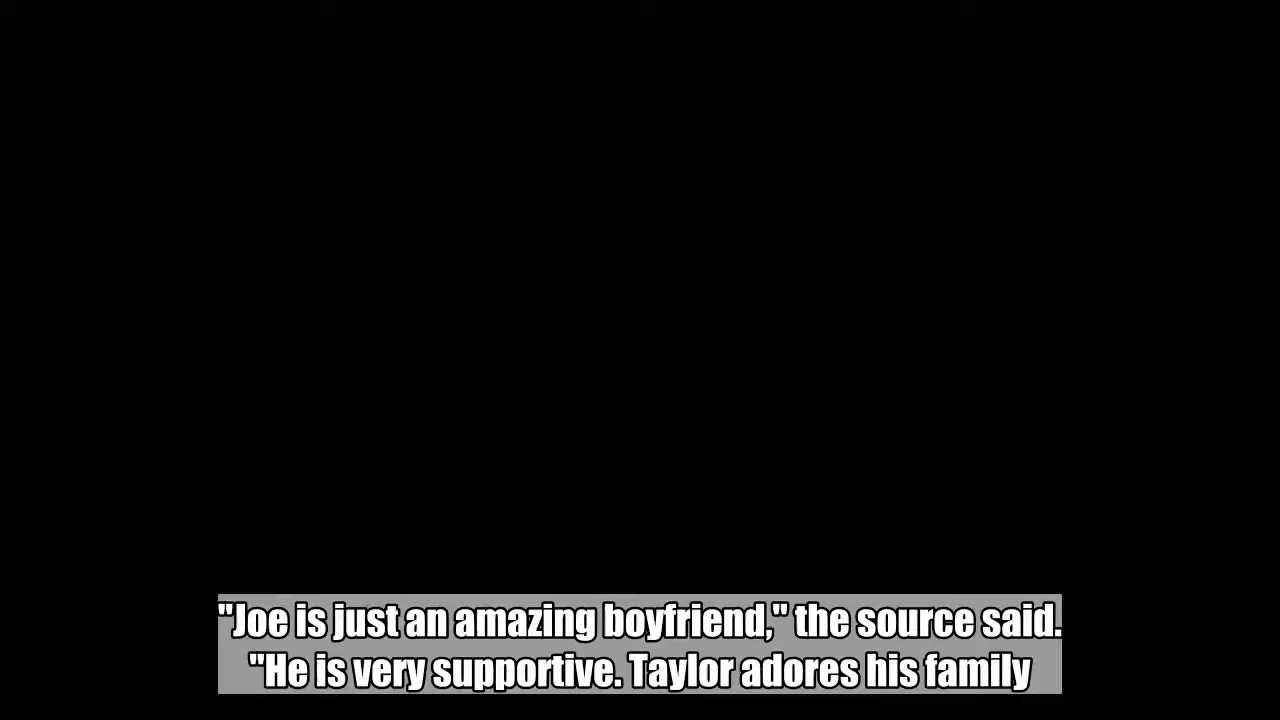 "Joe is just an amazing boyfriend," the source said.
"He is very supportive. Taylor adores his family